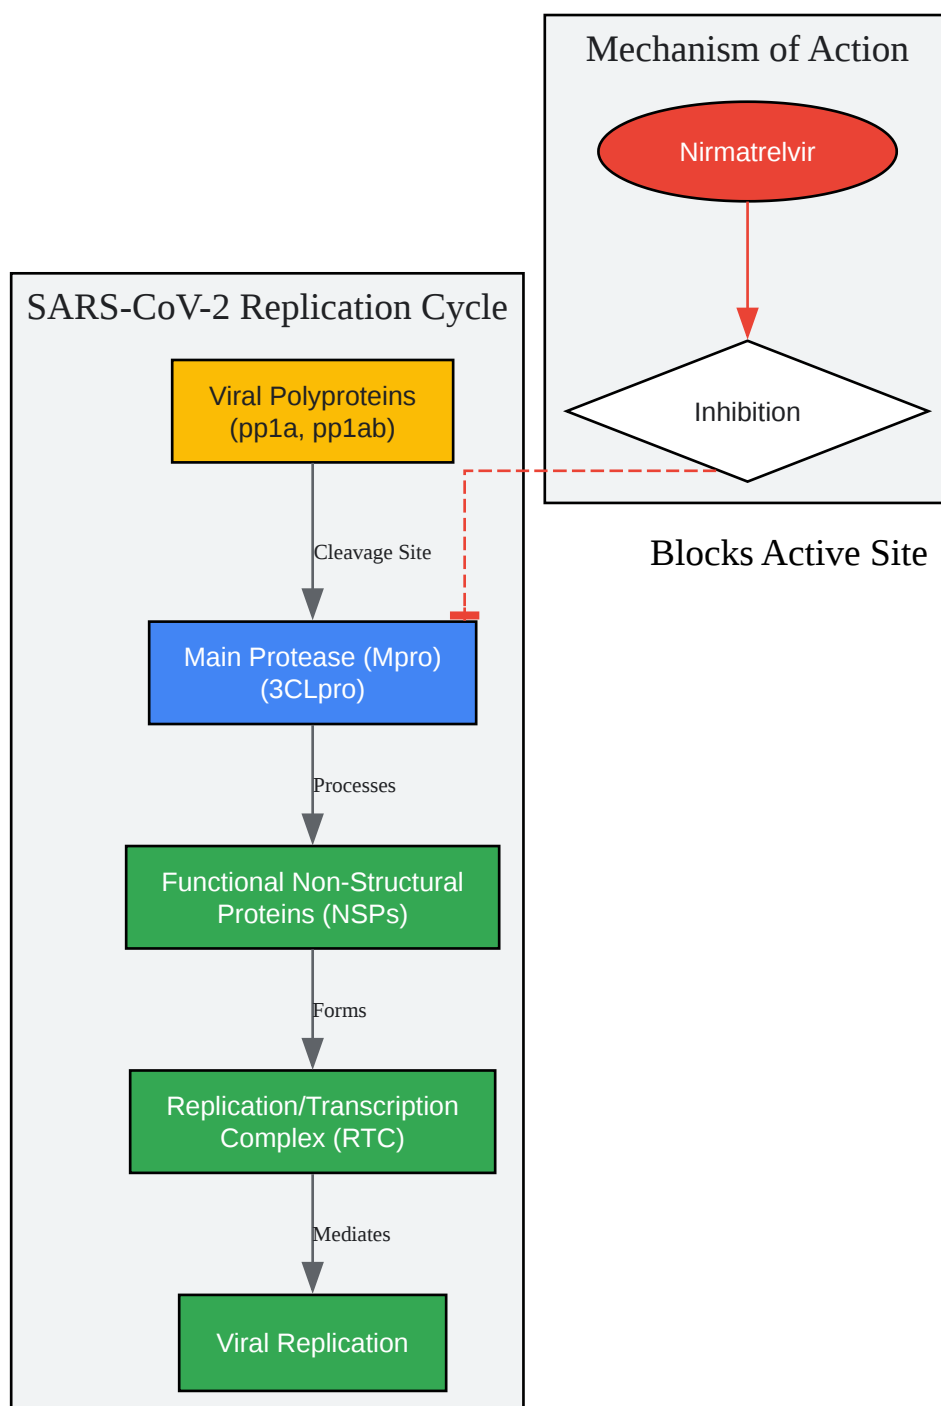 Mechanism of Action
Nirmatrelvir
Inhibition
Blocks Active Site
SARS-CoV-2 Replication Cycle
Viral Polyproteins
(pp1a, pp1ab)
Cleavage Site
Main Protease (Mpro)
(3CLpro)
Processes
Functional Non-Structural
Proteins (NSPs)
Forms
Replication/Transcription
Complex (RTC)
Mediates
Viral Replication